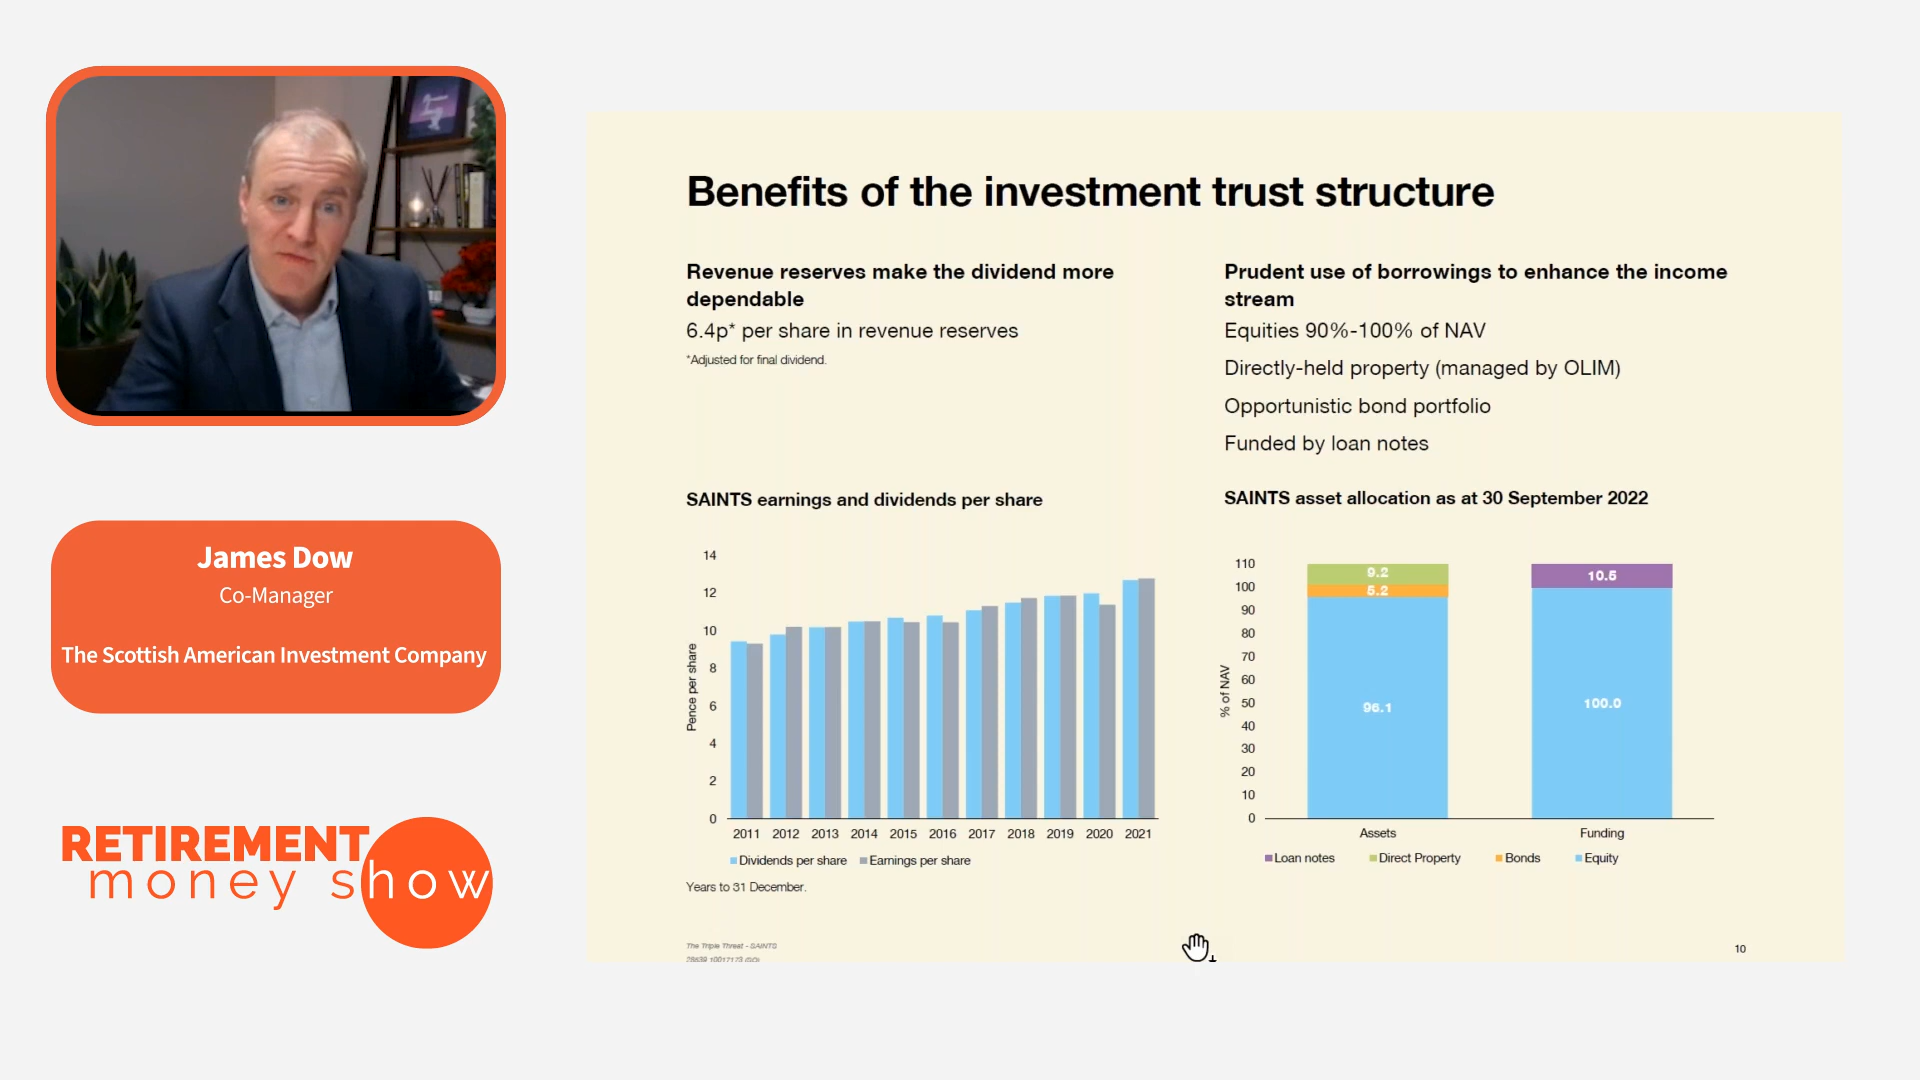 James Dow
Co-Manager
The Scottish American Investment Company
RETIREMENT
money show
Benefits of the investment trust structure
Revenue reserves make the dividend more
dependable
6.4p* per share in revenue reserves
*Adjusted for final dividend.
Prudent use of borrowings to enhance the income
stream
Equities 90%-100% of NAV
Directly-held property (managed by OLIM)
Opportunistic bond portfolio
Funded by loan notes
SAINTS earnings and dividends per share
14
12
10
8
6
4
2
0
Pence per share
2011 2012 2013 2014 2015 2016 2017 2018 2019 2020 2021
Dividends per share Earnings per share
Years to 31 December.
SAINTS asset allocation as at 30 September 2022
110
100
90
80
70
60
50
40
30
20
10
0
% of NAV
9.2
5.2
96.1
10.5
100.0
Assets Funding
Loan notes Direct Property Bonds Equity
The Triple Threat - SAINTS
10